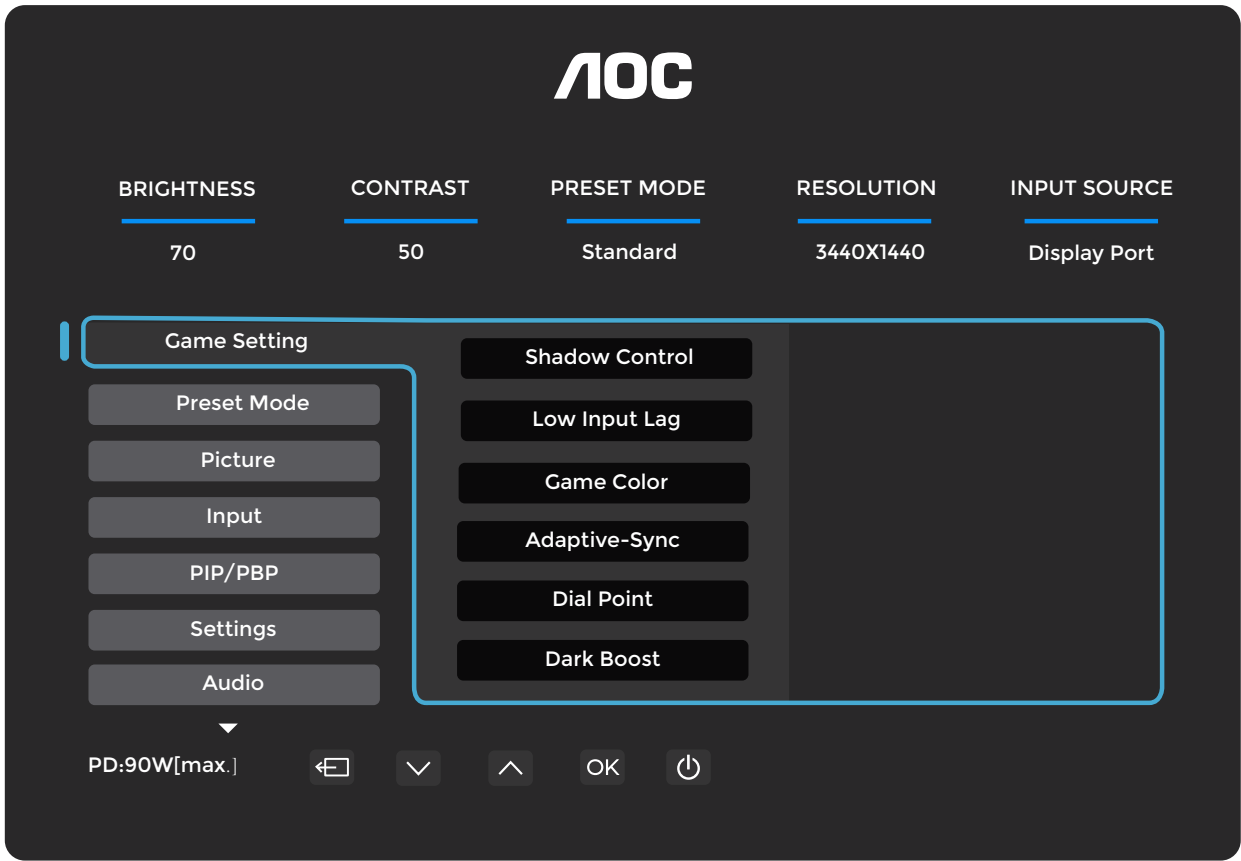 AOC
BRIGHTNESS CONTRAST PRESET MODE RESOLUTION INPUT SOURCE
70 50 Standard 3440X1440 Display Port
Game Setting
Preset Mode
Picture
Input
PIP/PBP
Settings
Audio
Shadow Control
Low Input Lag
Game Color
Adaptive-Sync
Dial Point
Dark Boost
PD:90W[max.]
OK